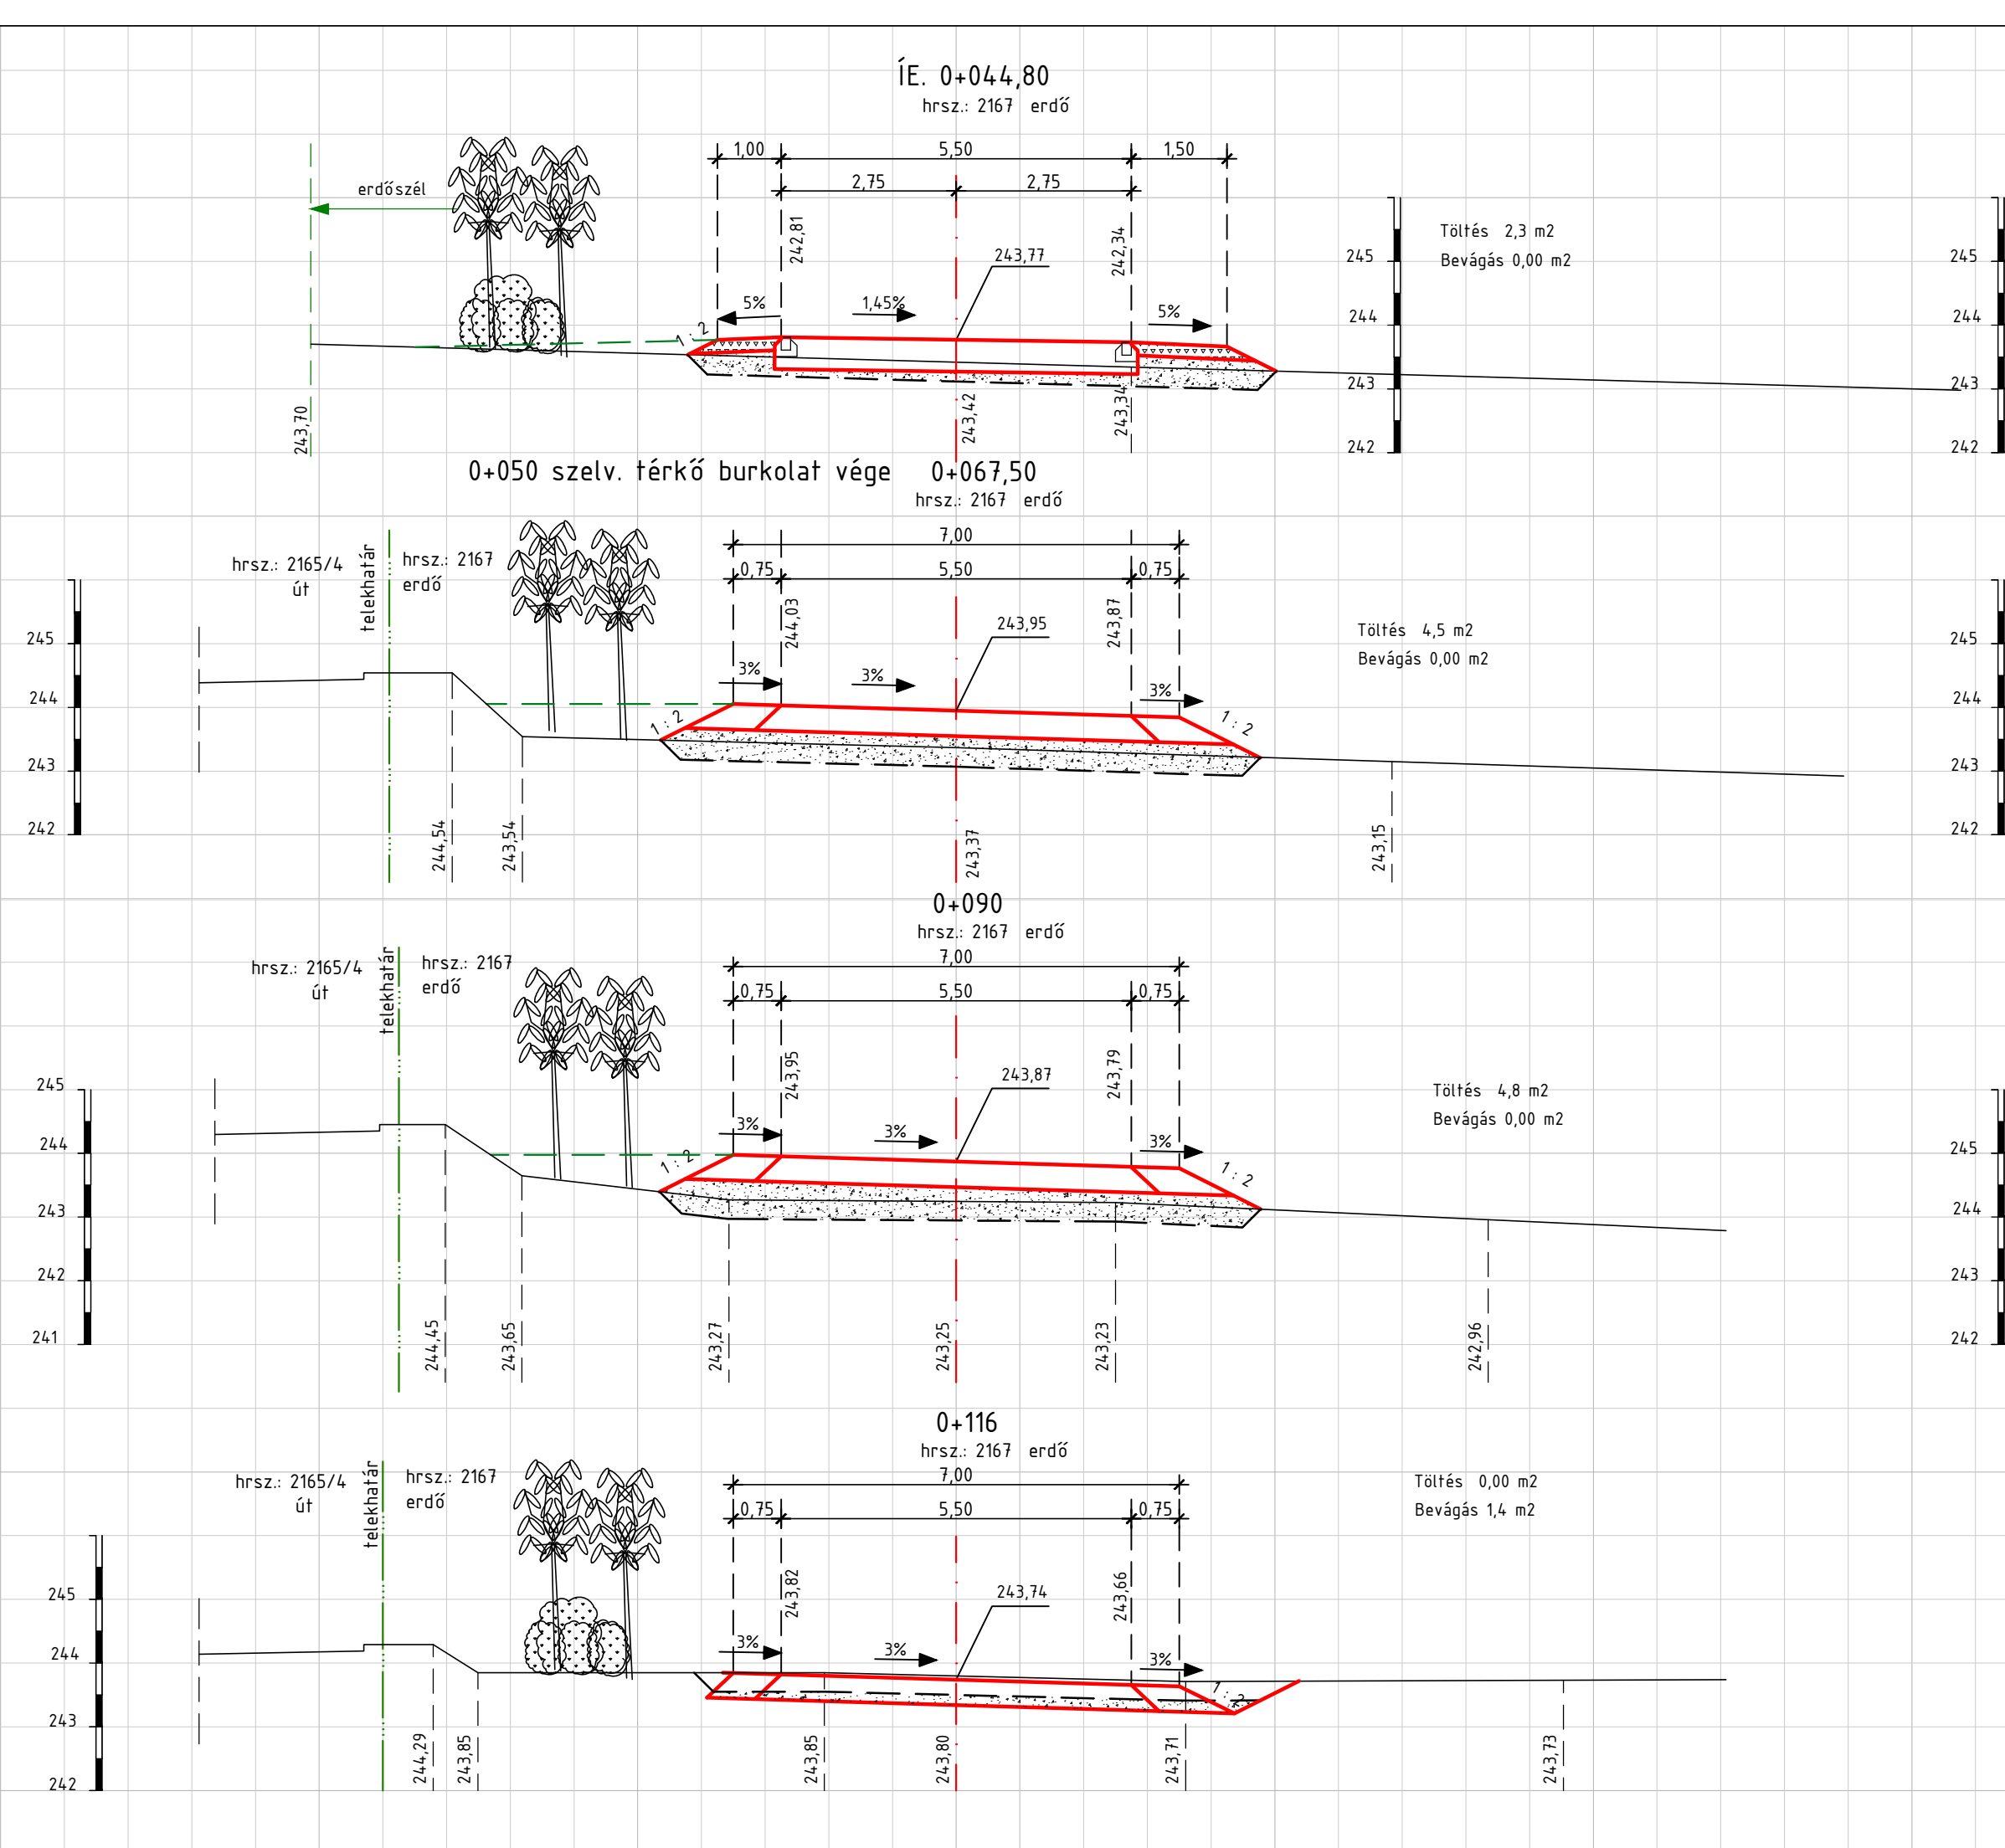 ÍE. 0+044,80
hrsz.: 2167 erdő
1,00 5,50 1,50
2,75 2,75
erdőszél
242,81
242,34
243,77
5% 1,45% 5%
1 : 2
243,70
243,42
243,34
Töltés 2,3 m2
Bevágás 0,00 m2
245 245
244 244
243 243
242 242
0+050 szelv. térkő burkolat vége 0+067,50
hrsz.: 2167 erdő
hrsz.: 2165/4
út
telekhatár
hrsz.: 2167
erdő
7,00
0,75 5,50 0,75
244,03
243,87
243,95
3% 3% 3%
1 : 2 1 : 2
Töltés 4,5 m2
Bevágás 0,00 m2
245 245
244 244
243 243
242 242
244,54
243,54
243,37
243,15
0+090
hrsz.: 2167 erdő
hrsz.: 2165/4
út
telekhatár
hrsz.: 2167
erdő
7,00
0,75 5,50 0,75
243,95
243,79
243,87
3% 3% 3%
1 : 2 1 : 2
Töltés 4,8 m2
Bevágás 0,00 m2
245 245
244 245
243 244
242 243
241 242
244,45
243,65
243,27
243,25
243,23
242,96
0+116
hrsz.: 2167 erdő
hrsz.: 2165/4
út
telekhatár
hrsz.: 2167
erdő
7,00
0,75 5,50 0,75
243,82
243,66
243,74
3% 3% 3%
1 : 2
Töltés 0,00 m2
Bevágás 1,4 m2
245
244
243
242
244,29
243,85
243,85
243,80
243,71
243,73